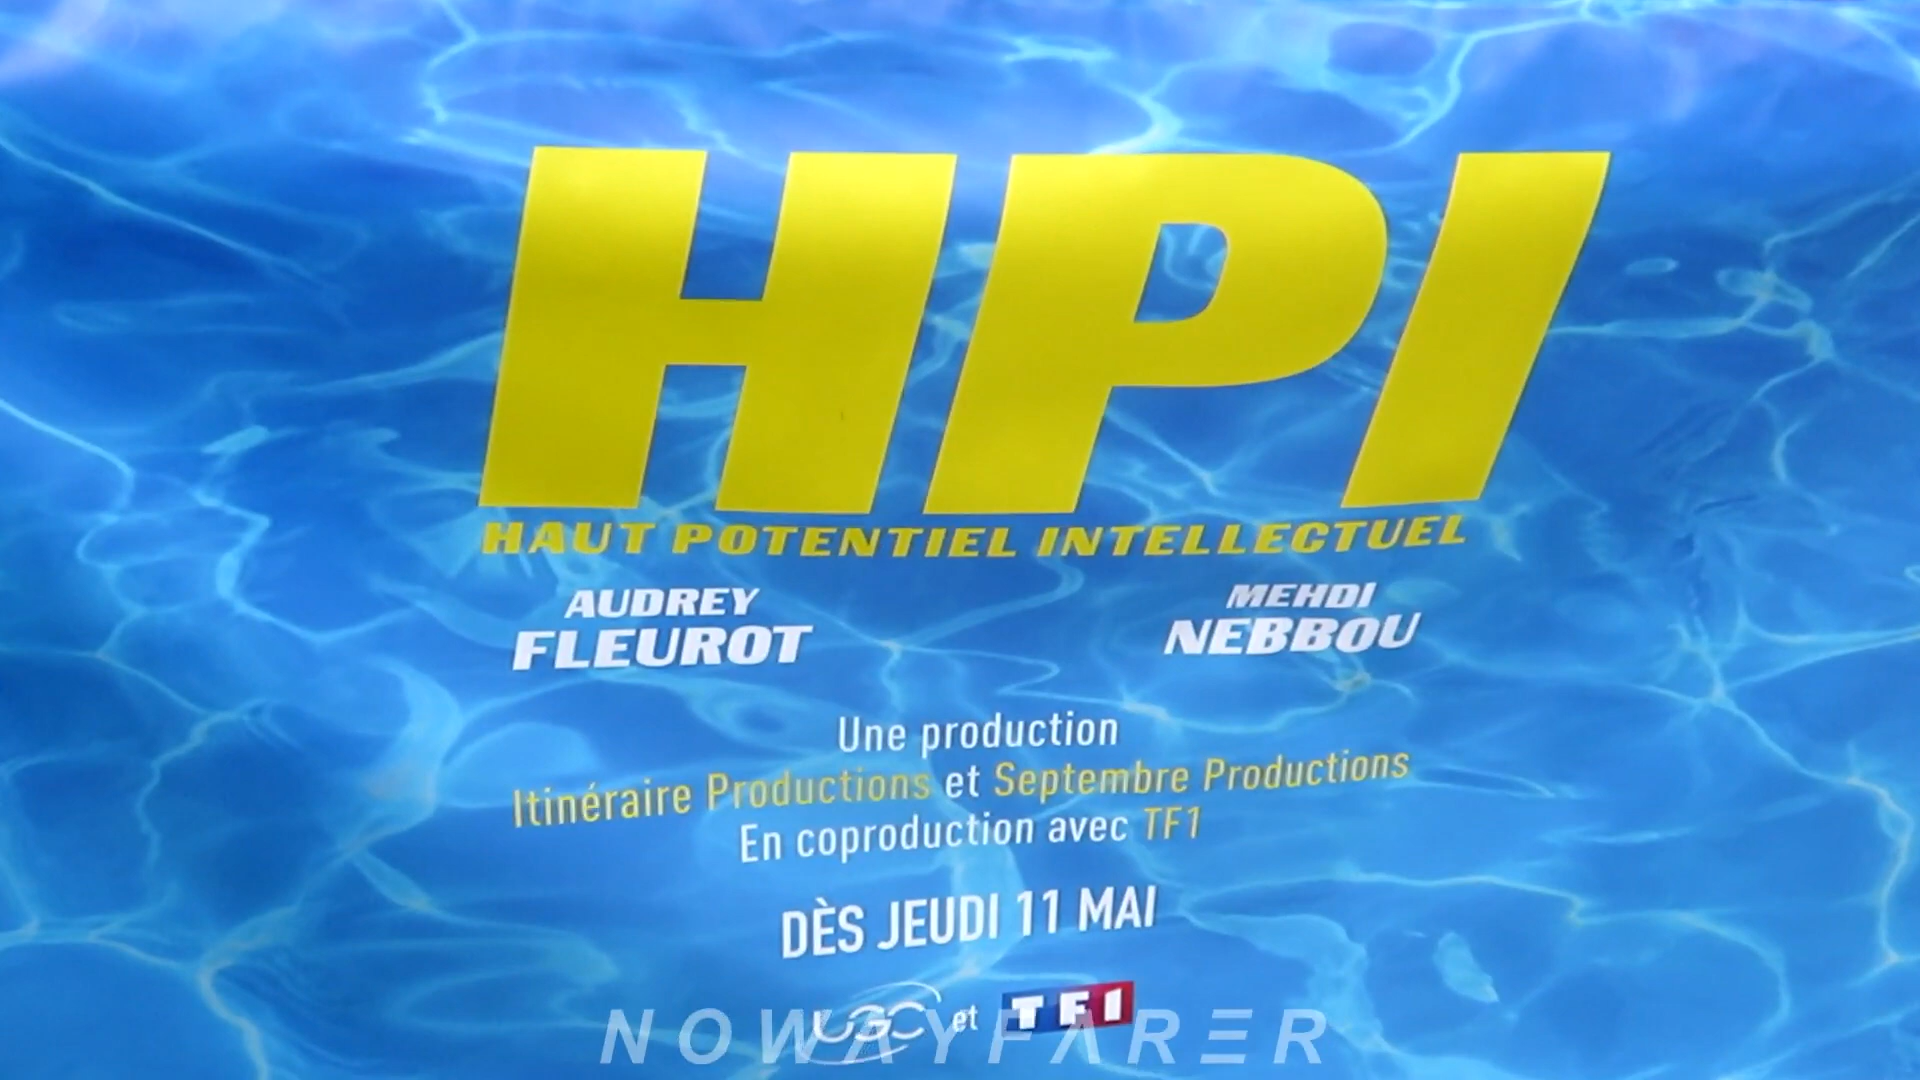 HPI
HAUT POTENTIEL INTELLECTUEL
AUDREY
FLEUROT
MEHDI
NEBBOU
Une production
Itinéraire Productions et Septembre Productions
En coproduction avec TF1
DÈS JEUDI 11 MAI
UGC et TF1
NOWAYFARER